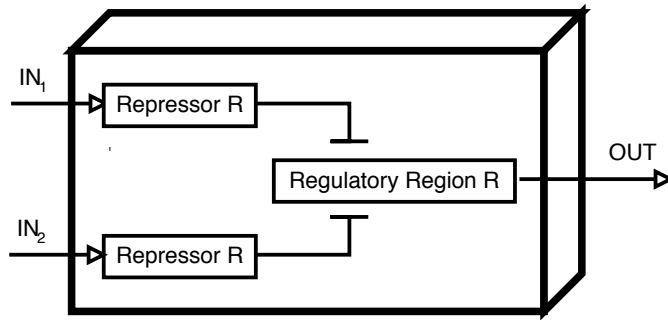 IN1
Repressor R
OUT
Regulatory Region R
IN2
Repressor R